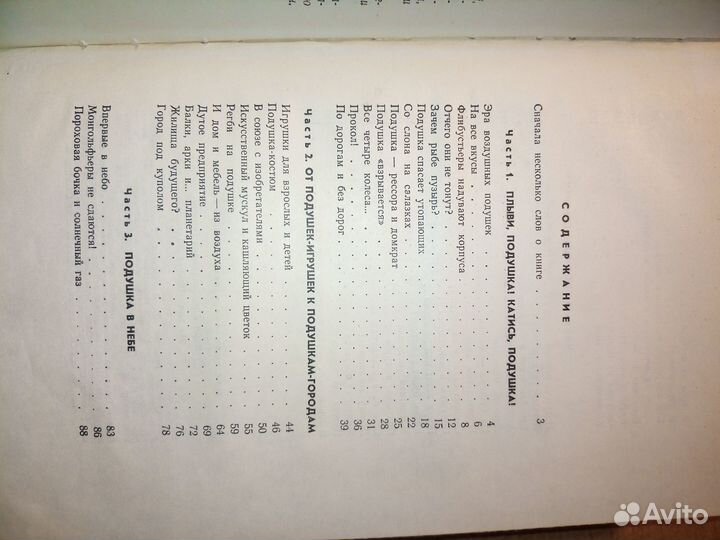 СОДЕРЖАНИЕ
Сначала несколько слов о книге . . . . . . . 3
Часть 1. ПЛЫВИ, ПОДУШКА! КАТИСЬ, ПОДУШКА!
Эра воздушных подушек . . . . . . . . 4
На все вкусы . . . . . . . . . . 6
Флибустьеры надувают корпуса . . . . . . . 8
Отчего они не тонут? . . . . . . . . 12
Зачем рыбе пузырь? . . . . . . . . 15
Подушка спасает утопающих . . . . . . . 18
Со слона на салазках . . . . . . . . 22
Подушка — рессора и домкрат . . . . . . . 25
Подушка «взрывается» . . . . . . . . 28
Все четыре колеса... . . . . . . . . 31
Прокол! . . . . . . . . . . . 36
По дорогам и без дорог . . . . . . . . 39
Часть 2. ОТ ПОДУШЕК-ИГРУШЕК К ПОДУШКАМ-ГОРОДАМ
Игрушки для взрослых и детей . . . . . . . 44
Подушка-костюм . . . . . . . . . 46
В союзе с изобретателями . . . . . . . 50
Искусственный мускул и кашляющий цветок . . . . . 55
Регби на подушке . . . . . . . . . 59
И дом и мебель — из воздуха . . . . . . . 64
Дутое предприятие . . . . . . . . . 69
Балки, арки и... планетарий . . . . . . . 72
Жилища будущего? . . . . . . . . . 76
Город под куполом . . . . . . . . . 78
Часть 3. ПОДУШКА В НЕБЕ
Впервые в небо . . . . . . . . . 83
Монгольфьеры не сдаются! . . . . . . . 86
Пороховая бочка и солнечный газ . . . . . . 88
Avito